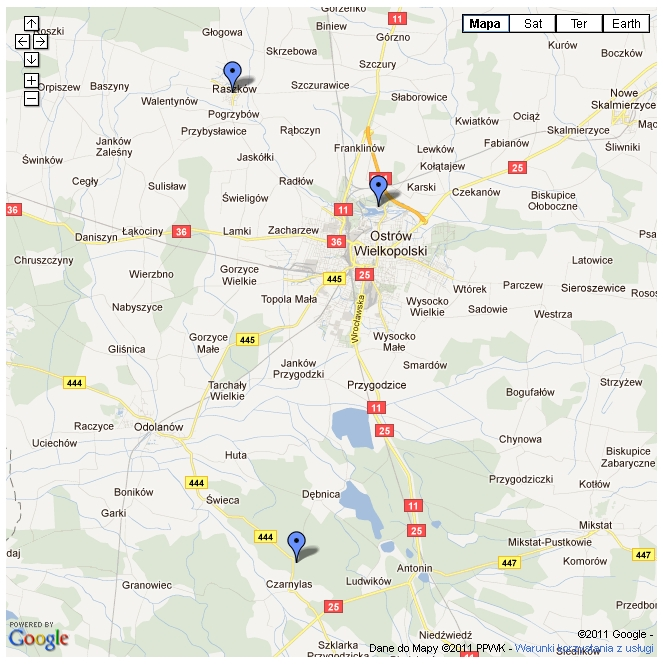 Gorzenko
Mapa Sat Ter Earth
11
Roszki
Głogowa
Biniew
Górzno
Kurów
Skrzebowa
Boczków
Szczury
Orpiszew
Baszyny
Raszków
Szczurawice
Nowe
Skalmierzyce
Walentynów
Słaborowice
Pogrzybów
Ociąż
Kwiatków
Skalmierzyce
Przybysławice
Rąbczyn
Janków
Zaleśny
Franklinów
Lewków
Fabianów
Śliwniki
Świnków
Jaskółki
Kołątajew
25
Cegły
Sulisław
Radłów
Karski
Czekanów
Świeligów
Biskupice
Ołoboczne
36
11
Łąkociny
36
Lamki
Zacharzew
Daniszyn
36
Ostrów
Wielkopolski
Chruszczyny
Latowice
Wierzbno
Gorzyce
Wielkie
445
25
Wtórek
Parczew
Sieroszewice
Nabyszyce
Topola Mała
Wysocko
Wielkie
Sadowie
Westrza
Wrocławska
Gliśnica
Gorzyce
Małe
445
Wysocko
Małe
Janków
Przygodzki
Smardów
444
Tarchały
Wielkie
Przygodzice
Strzyżew
Bogufałów
11
Raczyce
Odolanów
25
Uciechów
Chynowa
Huta
Biskupice
Zabaryczne
444
Przygodziczki
Boników
Dębnica
Kotłów
Świeca
11
Garki
Mikstat
444
25
Mikstat-Pustkowie
447
447
Komorów
Antonin
Granowiec
Czarnylas
Ludwików
25
POWERED BY
Google
Niedźwiedź
©2011 Google -
Szklarka
Przygodzicka
Dane do Mapy ©2011 PPWK - Warunki korzystania z usługi